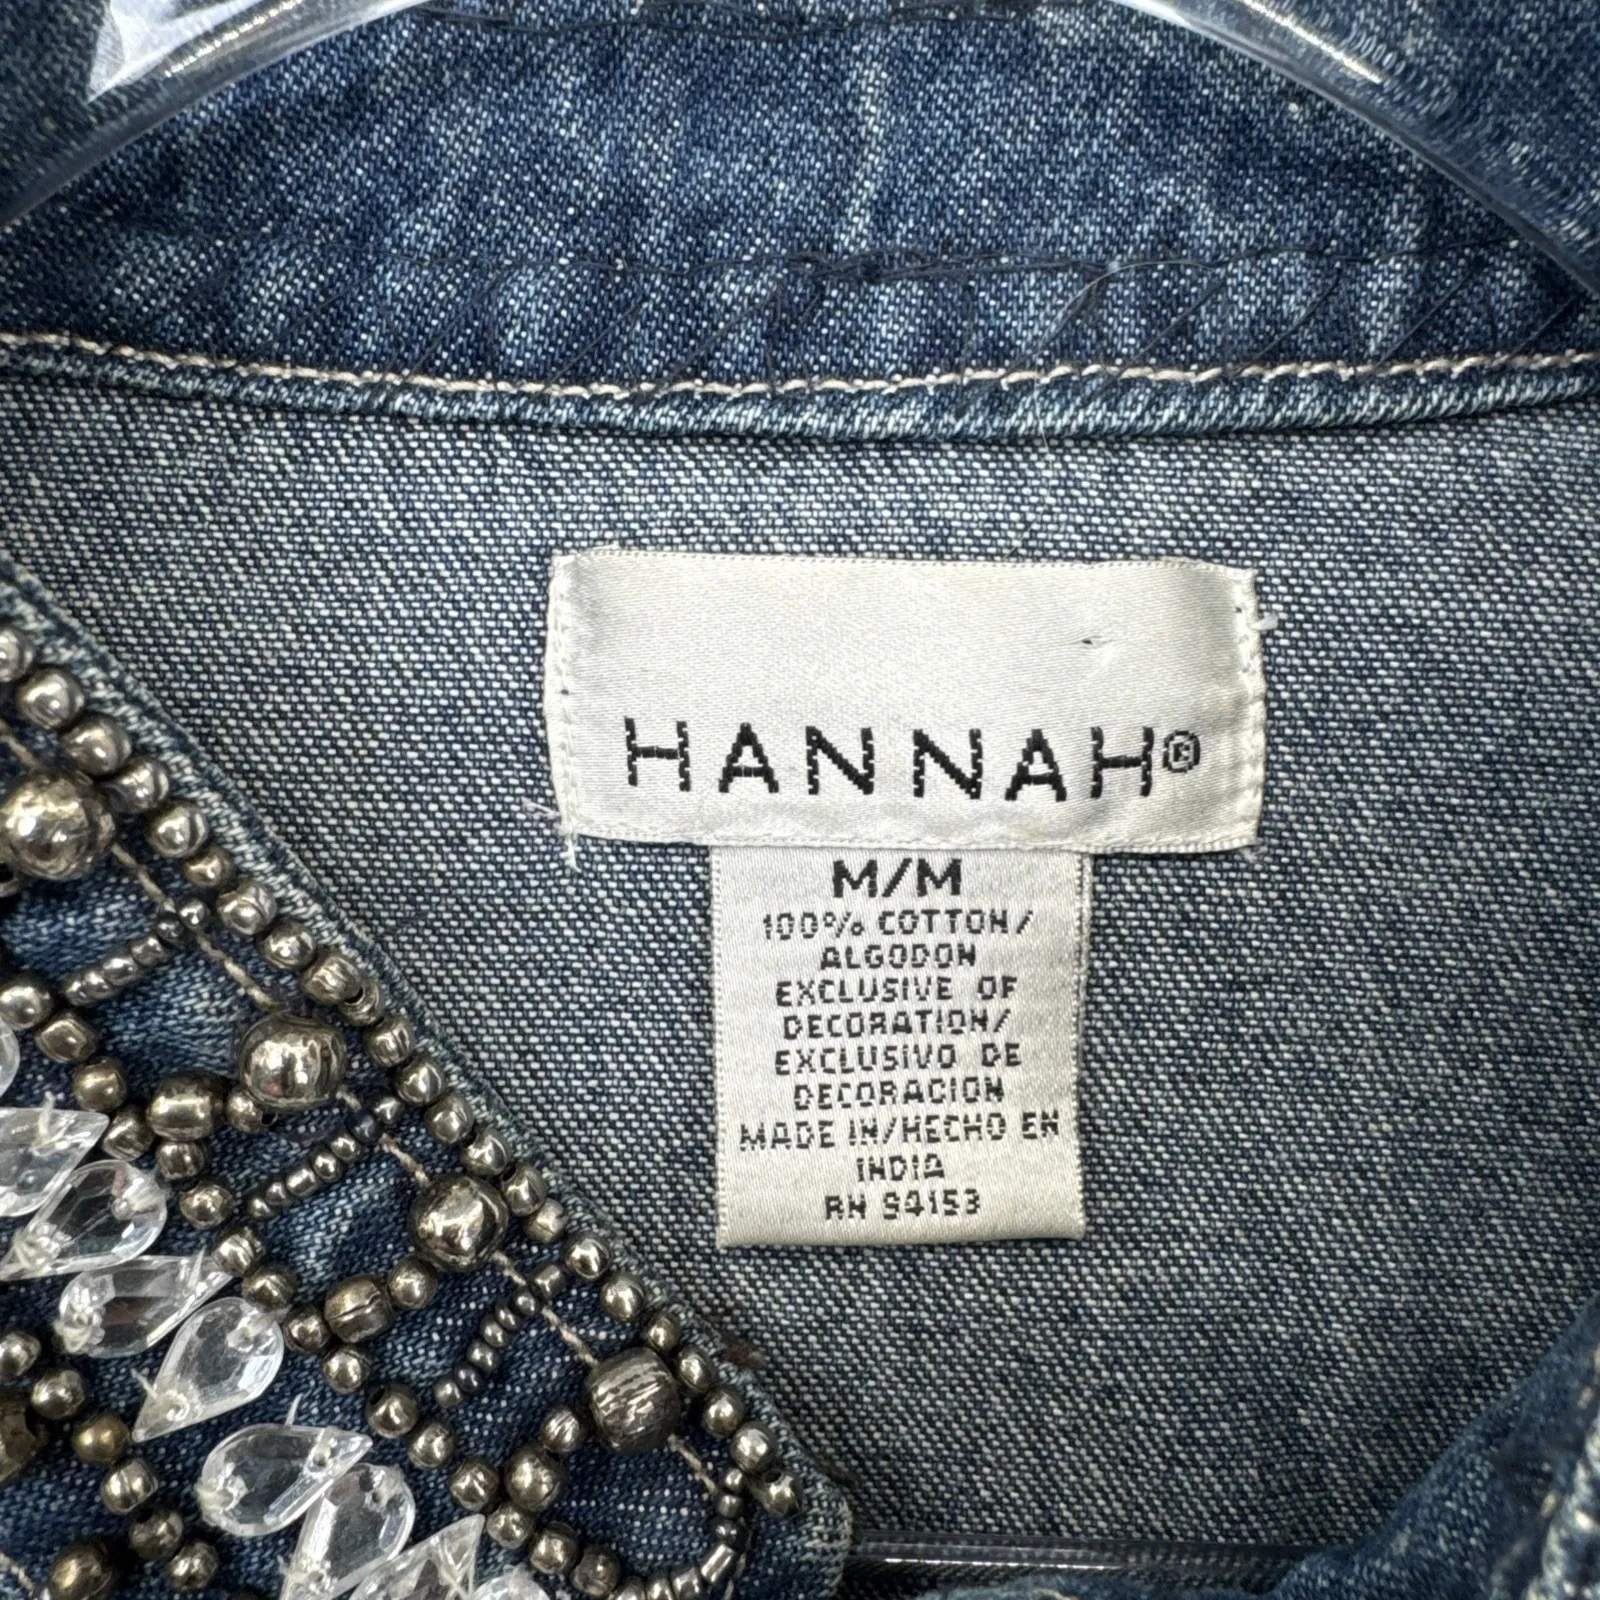 HANNAH®
M/M
100% COTTON/
ALGODON
EXCLUSIVE OF
DECORATION/
EXCLUSIVO DE
DECORACION
MADE IN/HECHO EN
INDIA
RN 94153